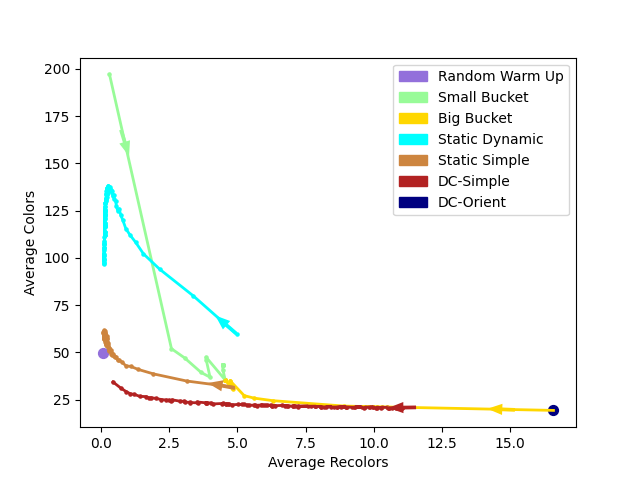 200
175
150
125
100
75
50
25
Average Colors
0.0 2.5 5.0 7.5 10.0 12.5 15.0
Average Recolors
Random Warm Up
Small Bucket
Big Bucket
Static Dynamic
Static Simple
DC-Simple
DC-Orient